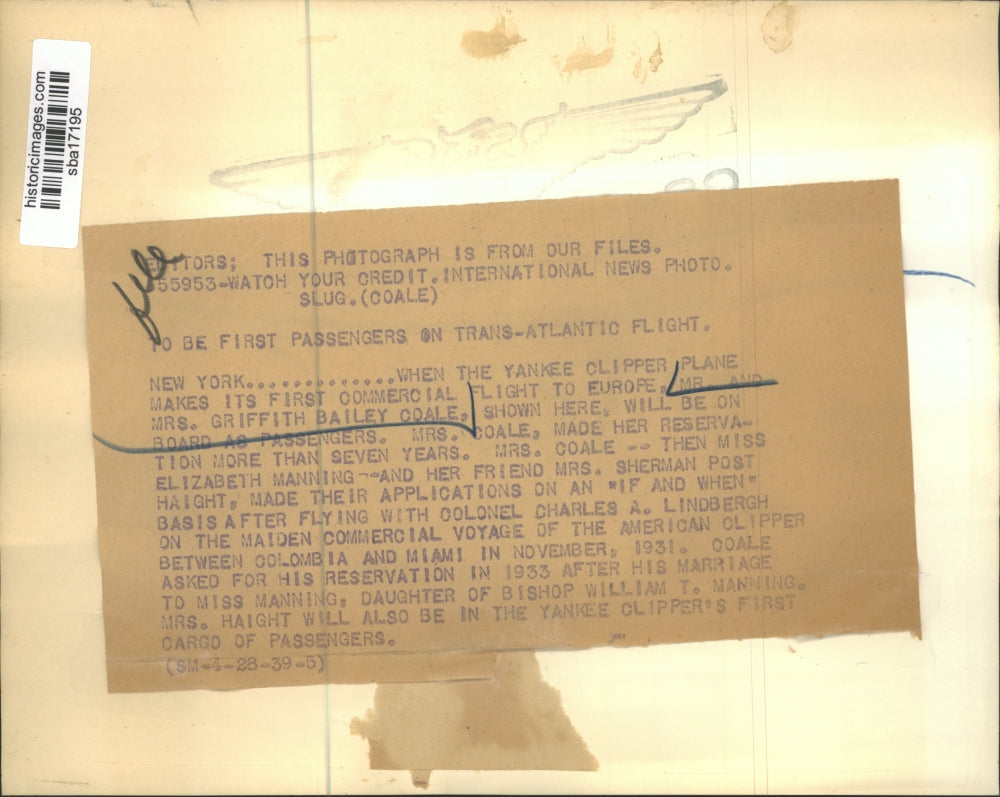 historicimages.com
sba17195
EDITORS; THIS PHOTOGRAPH IS FROM OUR FILES.
555953-WATCH YOUR CREDIT.INTERNATIONAL NEWS PHOTO.
SLUG.(COALE)
TO BE FIRST PASSENGERS ON TRANS-ATLANTIC FLIGHT.
NEW YORK.............WHEN THE YANKEE CLIPPER PLANE
MAKES ITS FIRST COMMERCIAL FLIGHT TO EUROPE, MR. AND
MRS. GRIFFITH BAILEY COALE, SHOWN HERE, WILL BE ON
BOARD AS PASSENGERS. MRS. COALE, MADE HER RESERVA-
TION MORE THAN SEVEN YEARS. MRS. COALE -- THEN MISS
ELIZABETH MANNING--AND HER FRIEND MRS. SHERMAN POST
HAIGHT, MADE THEIR APPLICATIONS ON AN "IF AND WHEN"
BASIS AFTER FLYING WITH COLONEL CHARLES A. LINDBERGH
ON THE MAIDEN COMMERCIAL VOYAGE OF THE AMERICAN CLIPPER
BETWEEN COLOMBIA AND MIAMI IN NOVEMBER, 1931. COALE
ASKED FOR HIS RESERVATION IN 1933 AFTER HIS MARRIAGE
TO MISS MANNING, DAUGHTER OF BISHOP WILLIAM T. MANNING.
MRS. HAIGHT WILL ALSO BE IN THE YANKEE CLIPPER'S FIRST
CARGO OF PASSENGERS.
(SM-4-28-39-5)